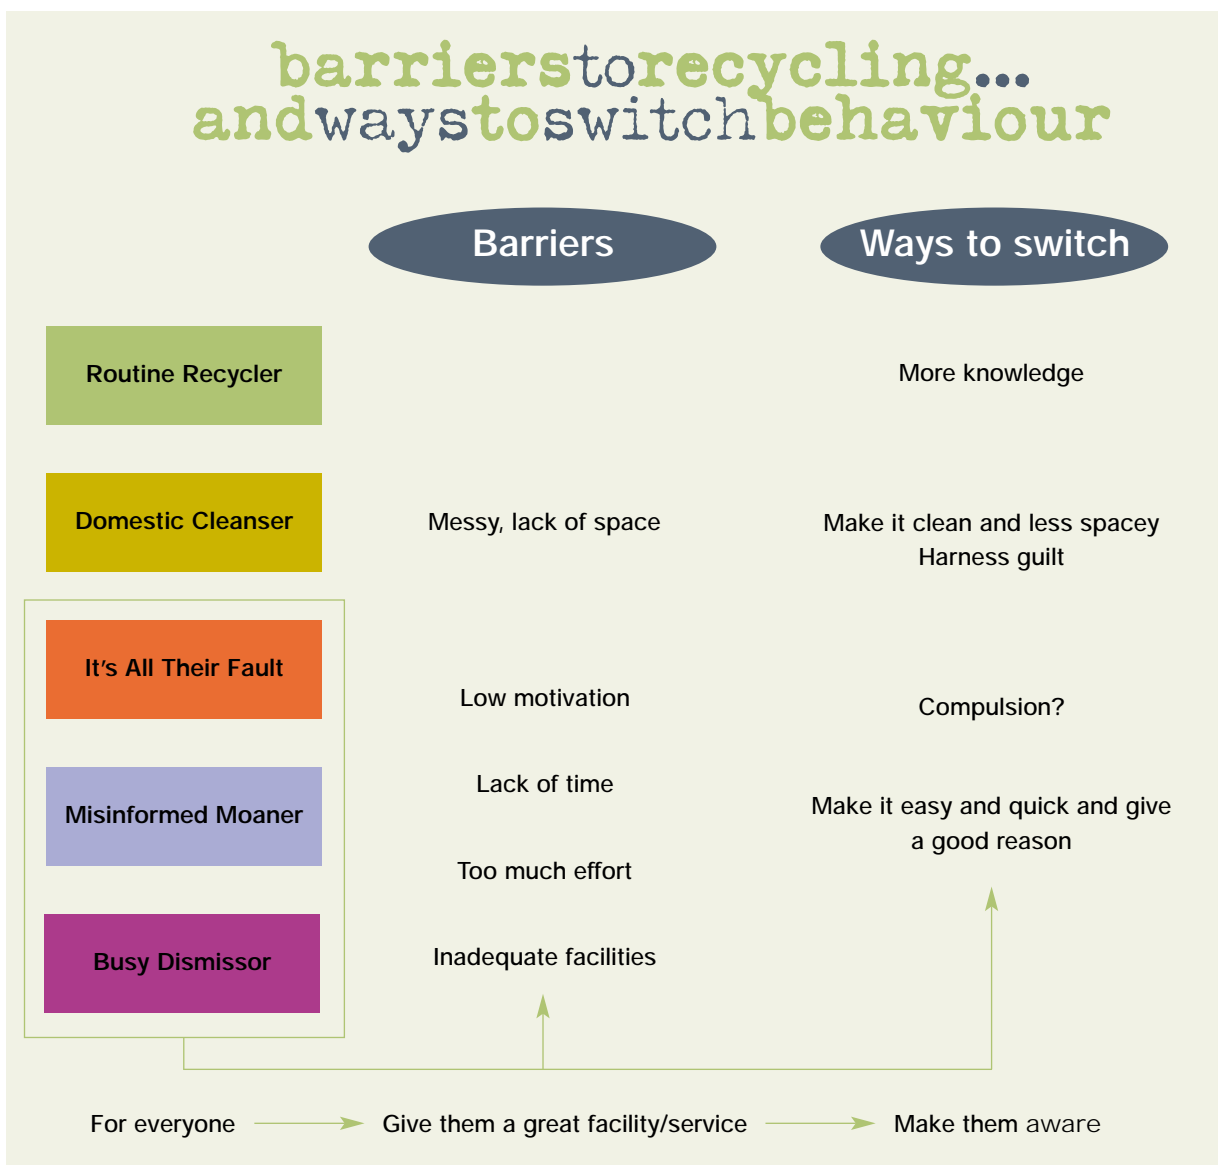 barrierstorecycling...
andwaystoswitchbehaviour
Barriers
Ways to switch
Routine Recycler
More knowledge
Domestic Cleanser
Messy, lack of space
Make it clean and less spacey
Harness guilt
It's All Their Fault
Low motivation
Compulsion?
Misinformed Moaner
Lack of time
Make it easy and quick and give
a good reason
Too much effort
Busy Dismissor
Inadequate facilities
For everyone
Give them a great facility/service
Make them aware